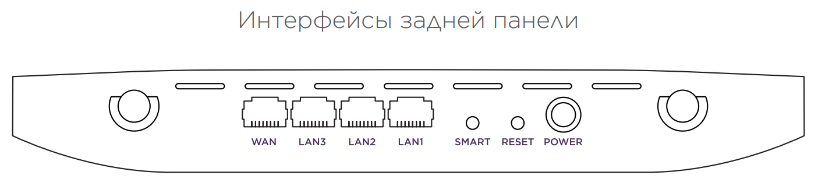 Интерфейсы задней панели
WAN LAN3 LAN2 LAN1 SMART RESET POWER